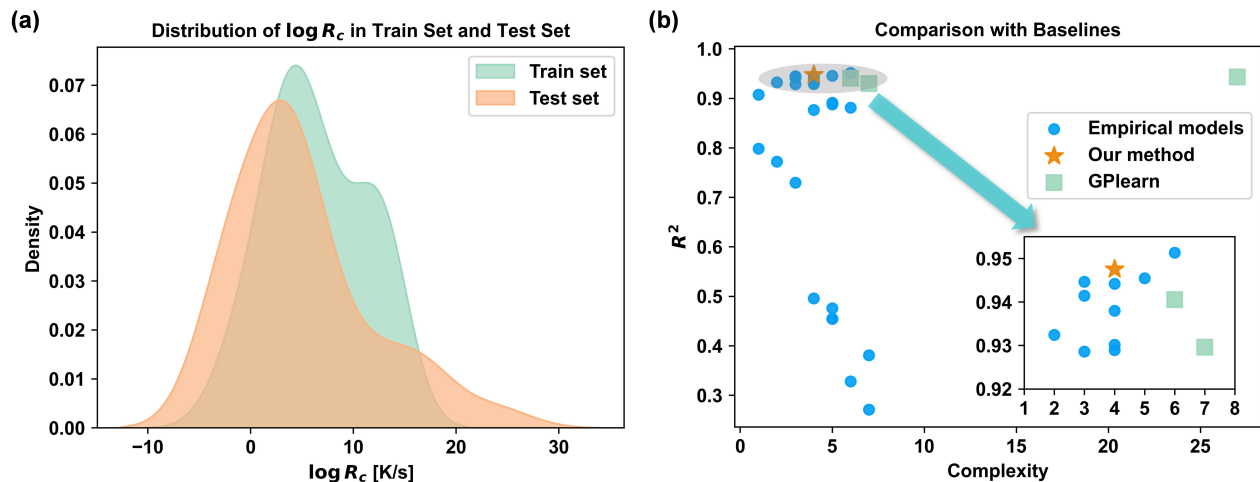 (a)
Distribution of log R_c in Train Set and Test Set
Train set
Test set
Density
0.07
0.06
0.05
0.04
0.03
0.02
0.01
0.00
−10 0 10 20 30
log R_c [K/s]
(b)
Comparison with Baselines
Empirical models
Our method
GPlearn
R²
1.0
0.9
0.8
0.7
0.6
0.5
0.4
0.3
0 5 10 15 20 25
Complexity
0.95
0.94
0.93
0.92
1 2 3 4 5 6 7 8